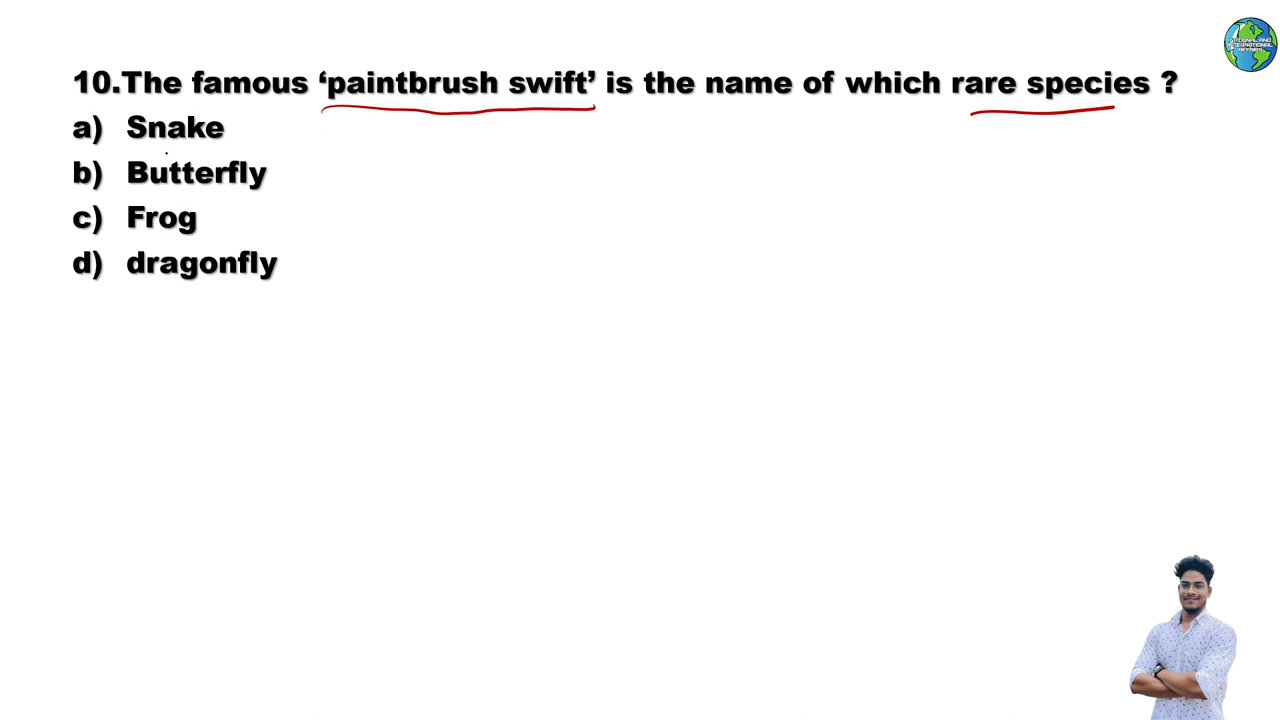 10.The famous ‘paintbrush swift’ is the name of which rare species ?
a) Snake
b) Butterfly
c) Frog
d) dragonfly